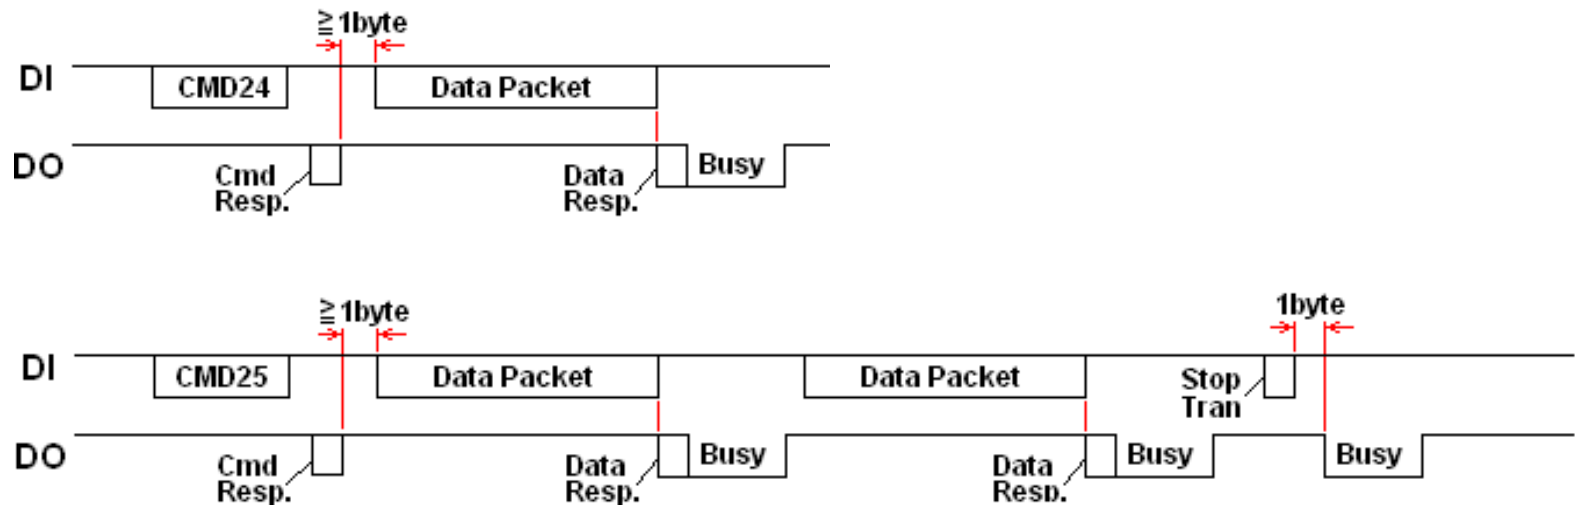 ≧ 1byte
DI
CMD24
Data Packet
DO
Cmd
Resp.
Data
Resp.
Busy
≧ 1byte
1byte
DI
CMD25
Data Packet
Data Packet
Stop
Tran
DO
Cmd
Resp.
Data
Resp.
Busy
Data
Resp.
Busy
Busy